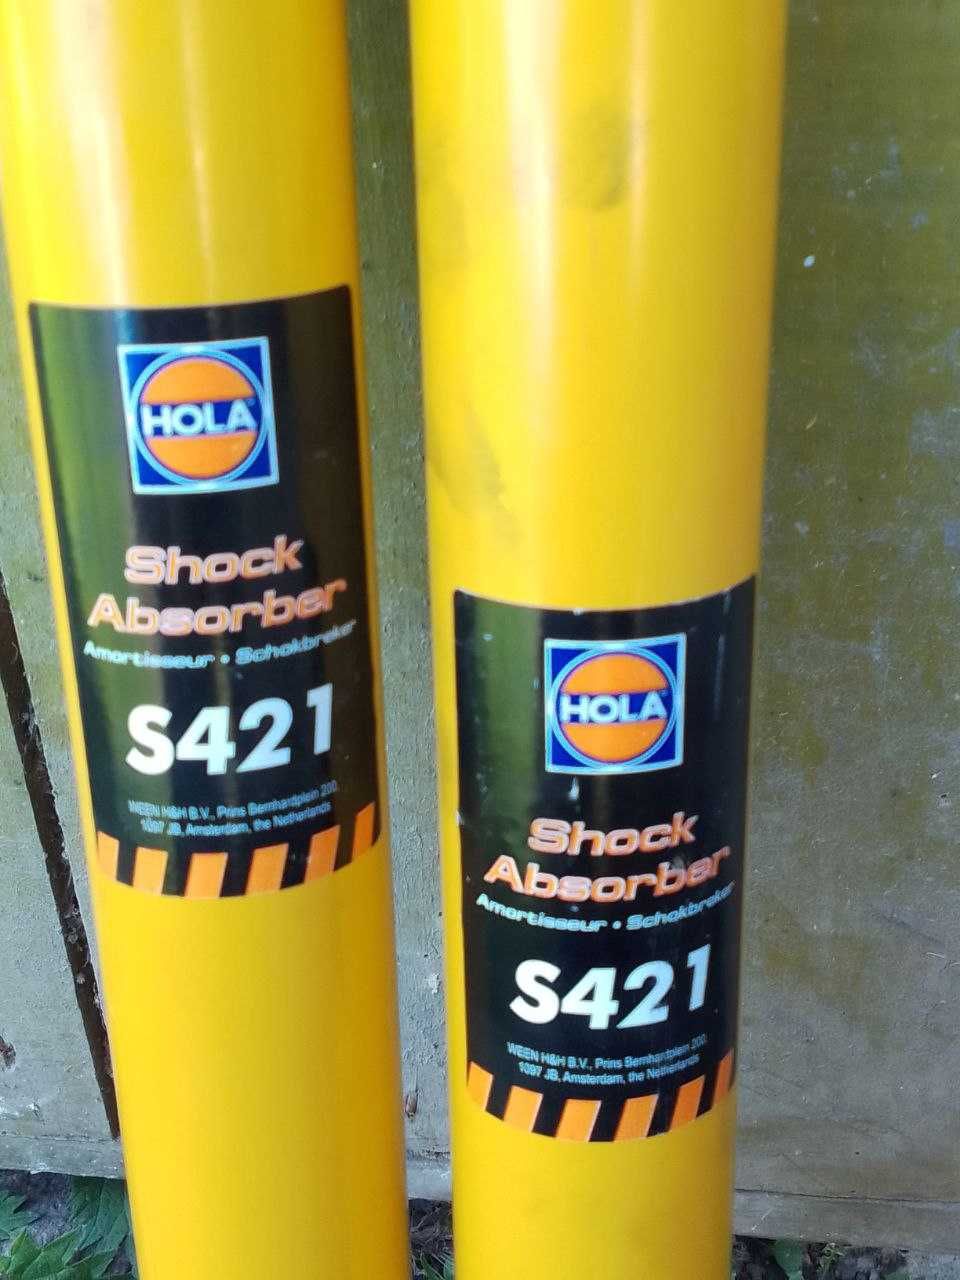 HOLA
Shock
Absorber
Amortisseur • Schokbreker
S421
WEEN H&H B.V., Prins Bernhardplein 200,
1097 JB, Amsterdam, the Netherlands
HOLA
Shock
Absorber
Amortisseur • Schokbreker
S421
WEEN H&H B.V., Prins Bernhardplein 200,
1097 JB, Amsterdam, the Netherlands